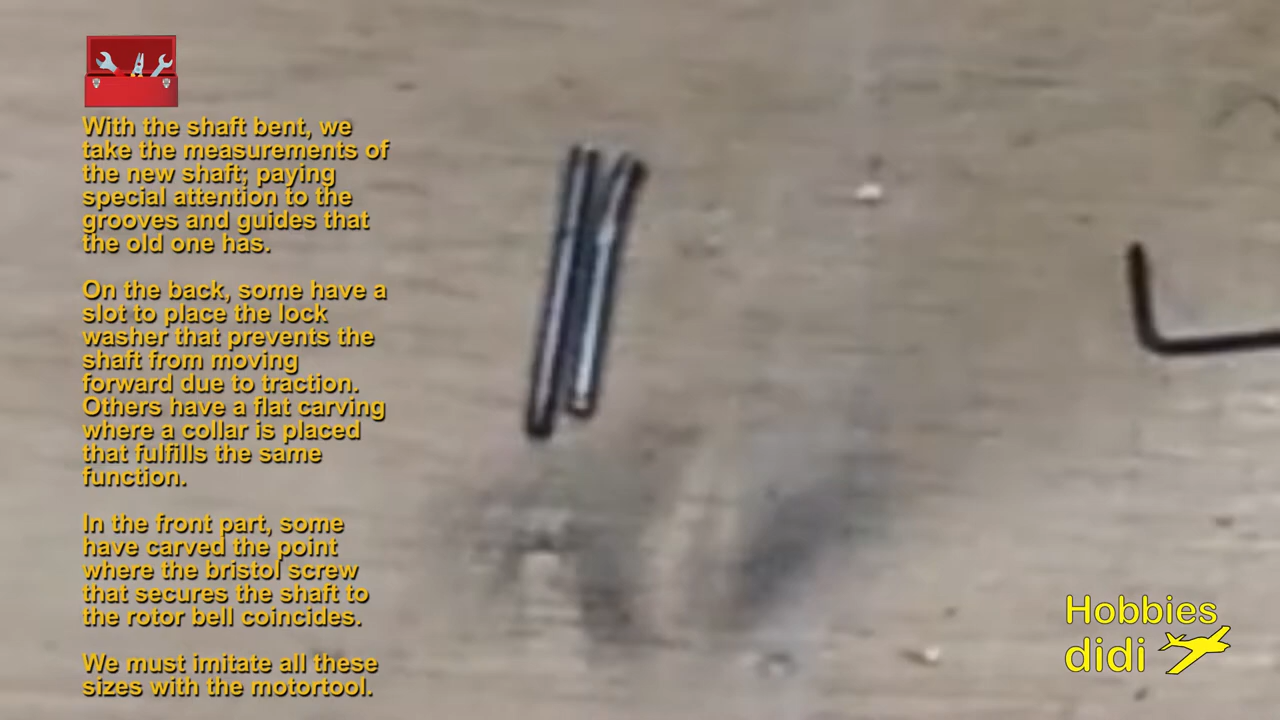 With the shaft bent, we
take the measurements of
the new shaft; paying
special attention to the
grooves and guides that
the old one has.
On the back, some have a
slot to place the lock
washer that prevents the
shaft from moving
forward due to traction.
Others have a flat carving
where a collar is placed
that fulfills the same
function.
In the front part, some
have carved the point
where the bristol screw
that secures the shaft to
the rotor bell coincides.
We must imitate all these
sizes with the motortool.
Hobbies
didi